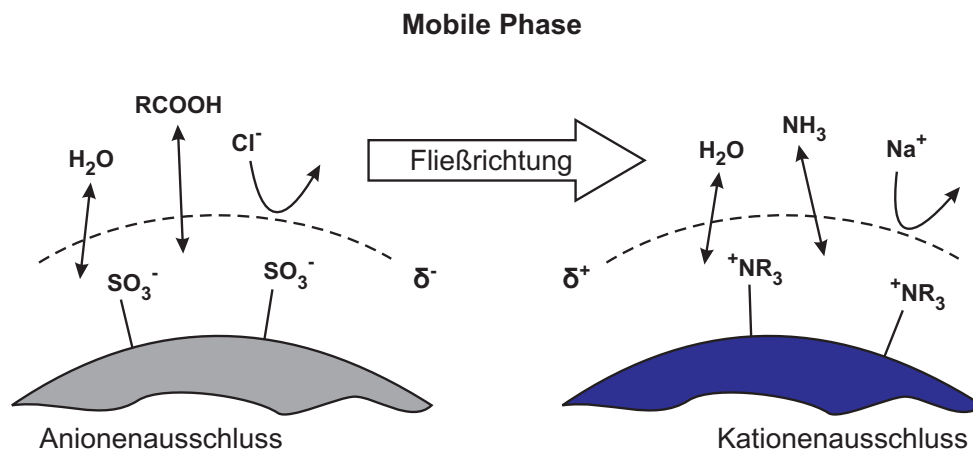 Mobile Phase
RCOOH
H₂O
Cl⁻
Fließrichtung
H₂O
NH₃
Na⁺
SO₃⁻
SO₃⁻
δ⁻
δ⁺
⁺NR₃
⁺NR₃
Anionenausschluss
Kationenausschluss